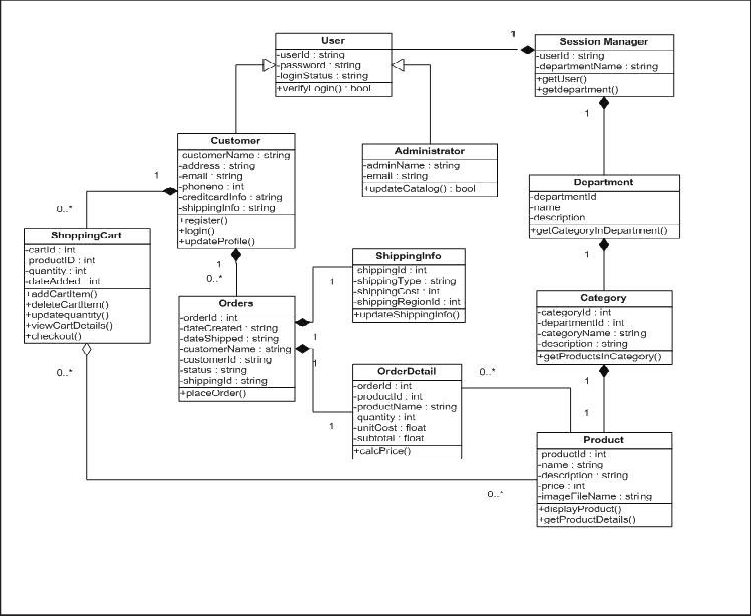 User
-userId : string
-password : string
-loginStatus : string
+verifyLogin() : bool
1
Session Manager
-userId : string
-departmentName : string
+getUser()
+getdepartment()
1
Customer
customerName : string
-address : string
-email : string
-phoneno : int
-creditcardInfo : string
-shippingInfo : string
+register()
+login()
+updateProfile()
1
0..*
Administrator
-adminName : string
-email : string
+updateCatalog() : bool
Department
-departmentId
-name
-description
+getCategoryInDepartment()
1
ShoppingCart
-cartId : int
productID : int
-quantity : int
-dateAdded : int
+addCartItem()
+deleteCartItem()
+updatequantity()
+viewCartDetails()
+checkout()
0..*
1
0..*
Orders
-orderId : int
-dateCreated : string
-dateShipped : string
-customerName : string
-customerId : string
-status : string
-shippingId : string
+placeOrder()
ShippingInfo
shippingId : int
-shippingType : string
-shippingCost : int
-shippingRegionId : int
+updateShippingInfo()
1
1
1
1
OrderDetail
-orderId : int
-productId : int
-productName : string
quantity : int
-unitCost : float
-subtotal : float
+calcPrice()
0..*
Category
-categoryId : int
-departmentId : int
-categoryName : string
-description : string
+getProductsInCategory()
1
1
Product
productId : int
-name : string
-description : string
-price : int
-imageFileName : string
+displayProduct()
+getProductDetails()
0..*